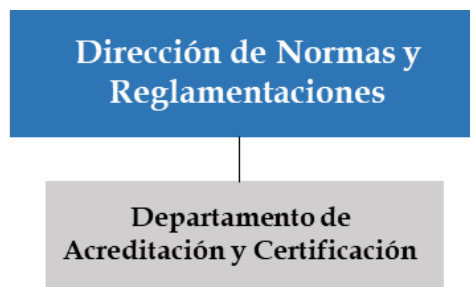 Dirección de Normas y
Reglamentaciones
Departamento de
Acreditación y Certificación